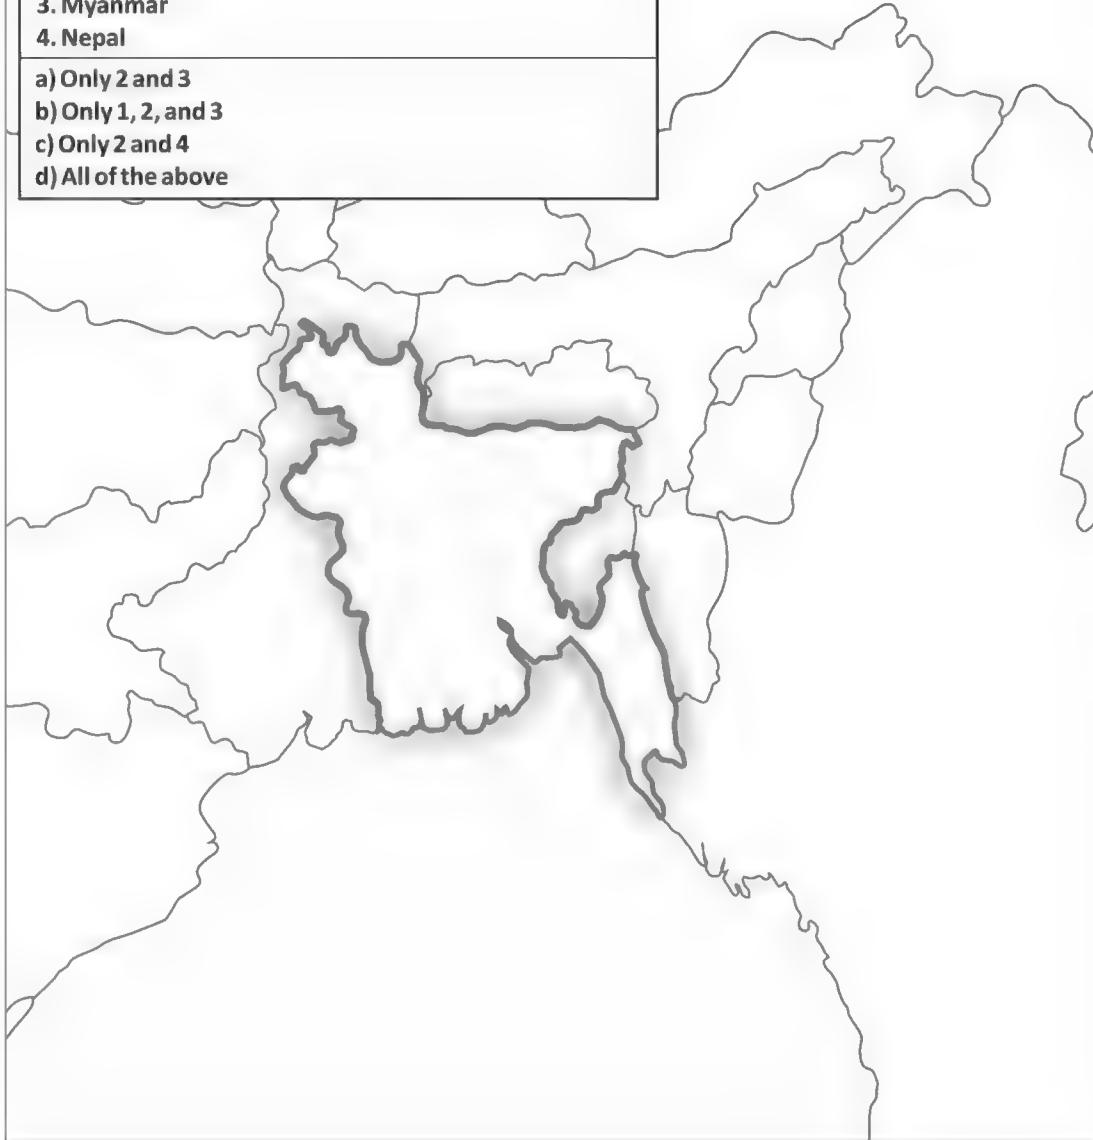 3. Myanmar
4. Nepal
a) Only 2 and 3
b) Only 1, 2, and 3
c) Only 2 and 4
d) All of the above